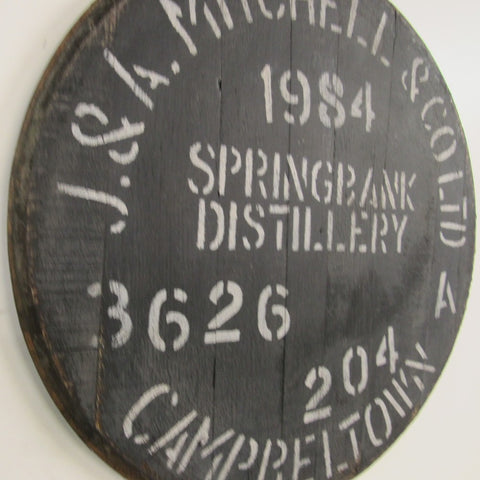 J. & A. MITCHELL & CO LTD
1984
SPRINGBANK
DISTILLERY
A
3626
204
CAMPBELTOWN